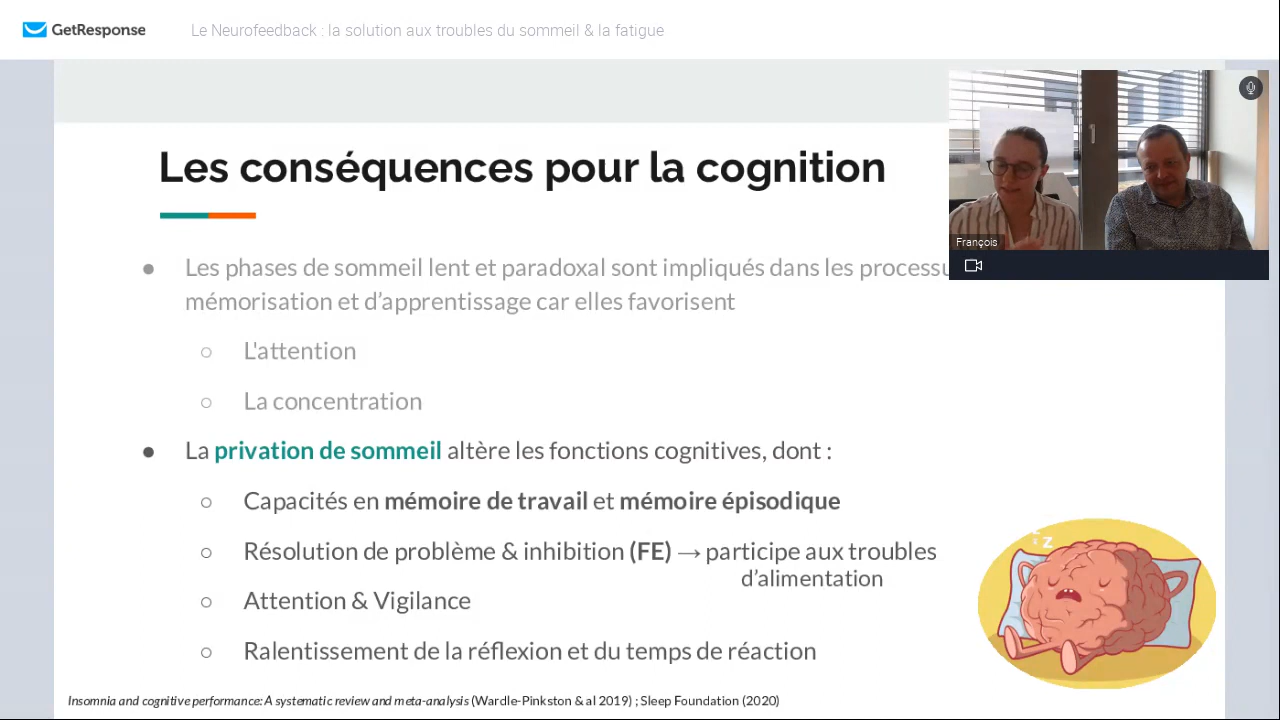 GetResponse
Le Neurofeedback : la solution aux troubles du sommeil & la fatigue
Les conséquences pour la cognition
François
● Les phases de sommeil lent et paradoxal sont impliqués dans les
mémorisation et d'apprentissage car elles favorisent
○ L'attention
○ La concentration
● La privation de sommeil altère les fonctions cognitives, dont :
○ Capacités en mémoire de travail et mémoire épisodique
○ Résolution de problème & inhibition (FE) → participe aux troubles
d'alimentation
○ Attention & Vigilance
○ Ralentissement de la réflexion et du temps de réaction
Insomnia and cognitive performance: A systematic review and meta-analysis (Wardle-Pinkston & al 2019) ; Sleep Foundation (2020)